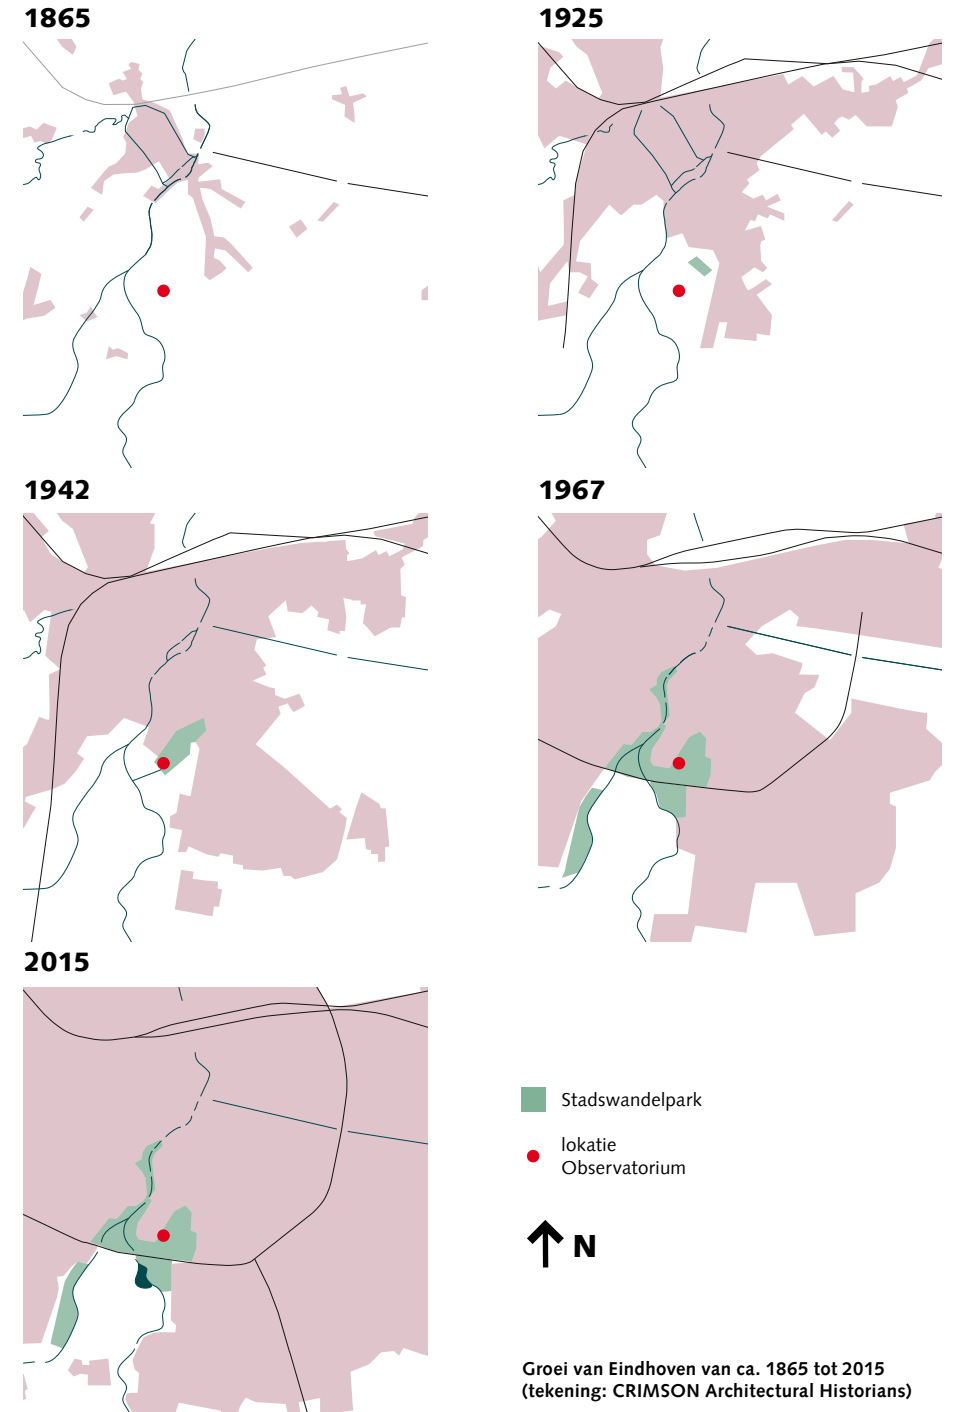 1865
1925
1942
1967
2015
Stadswandelpark
lokatie
Observatorium
N
Groei van Eindhoven van ca. 1865 tot 2015
(tekening: CRIMSON Architectural Historians)